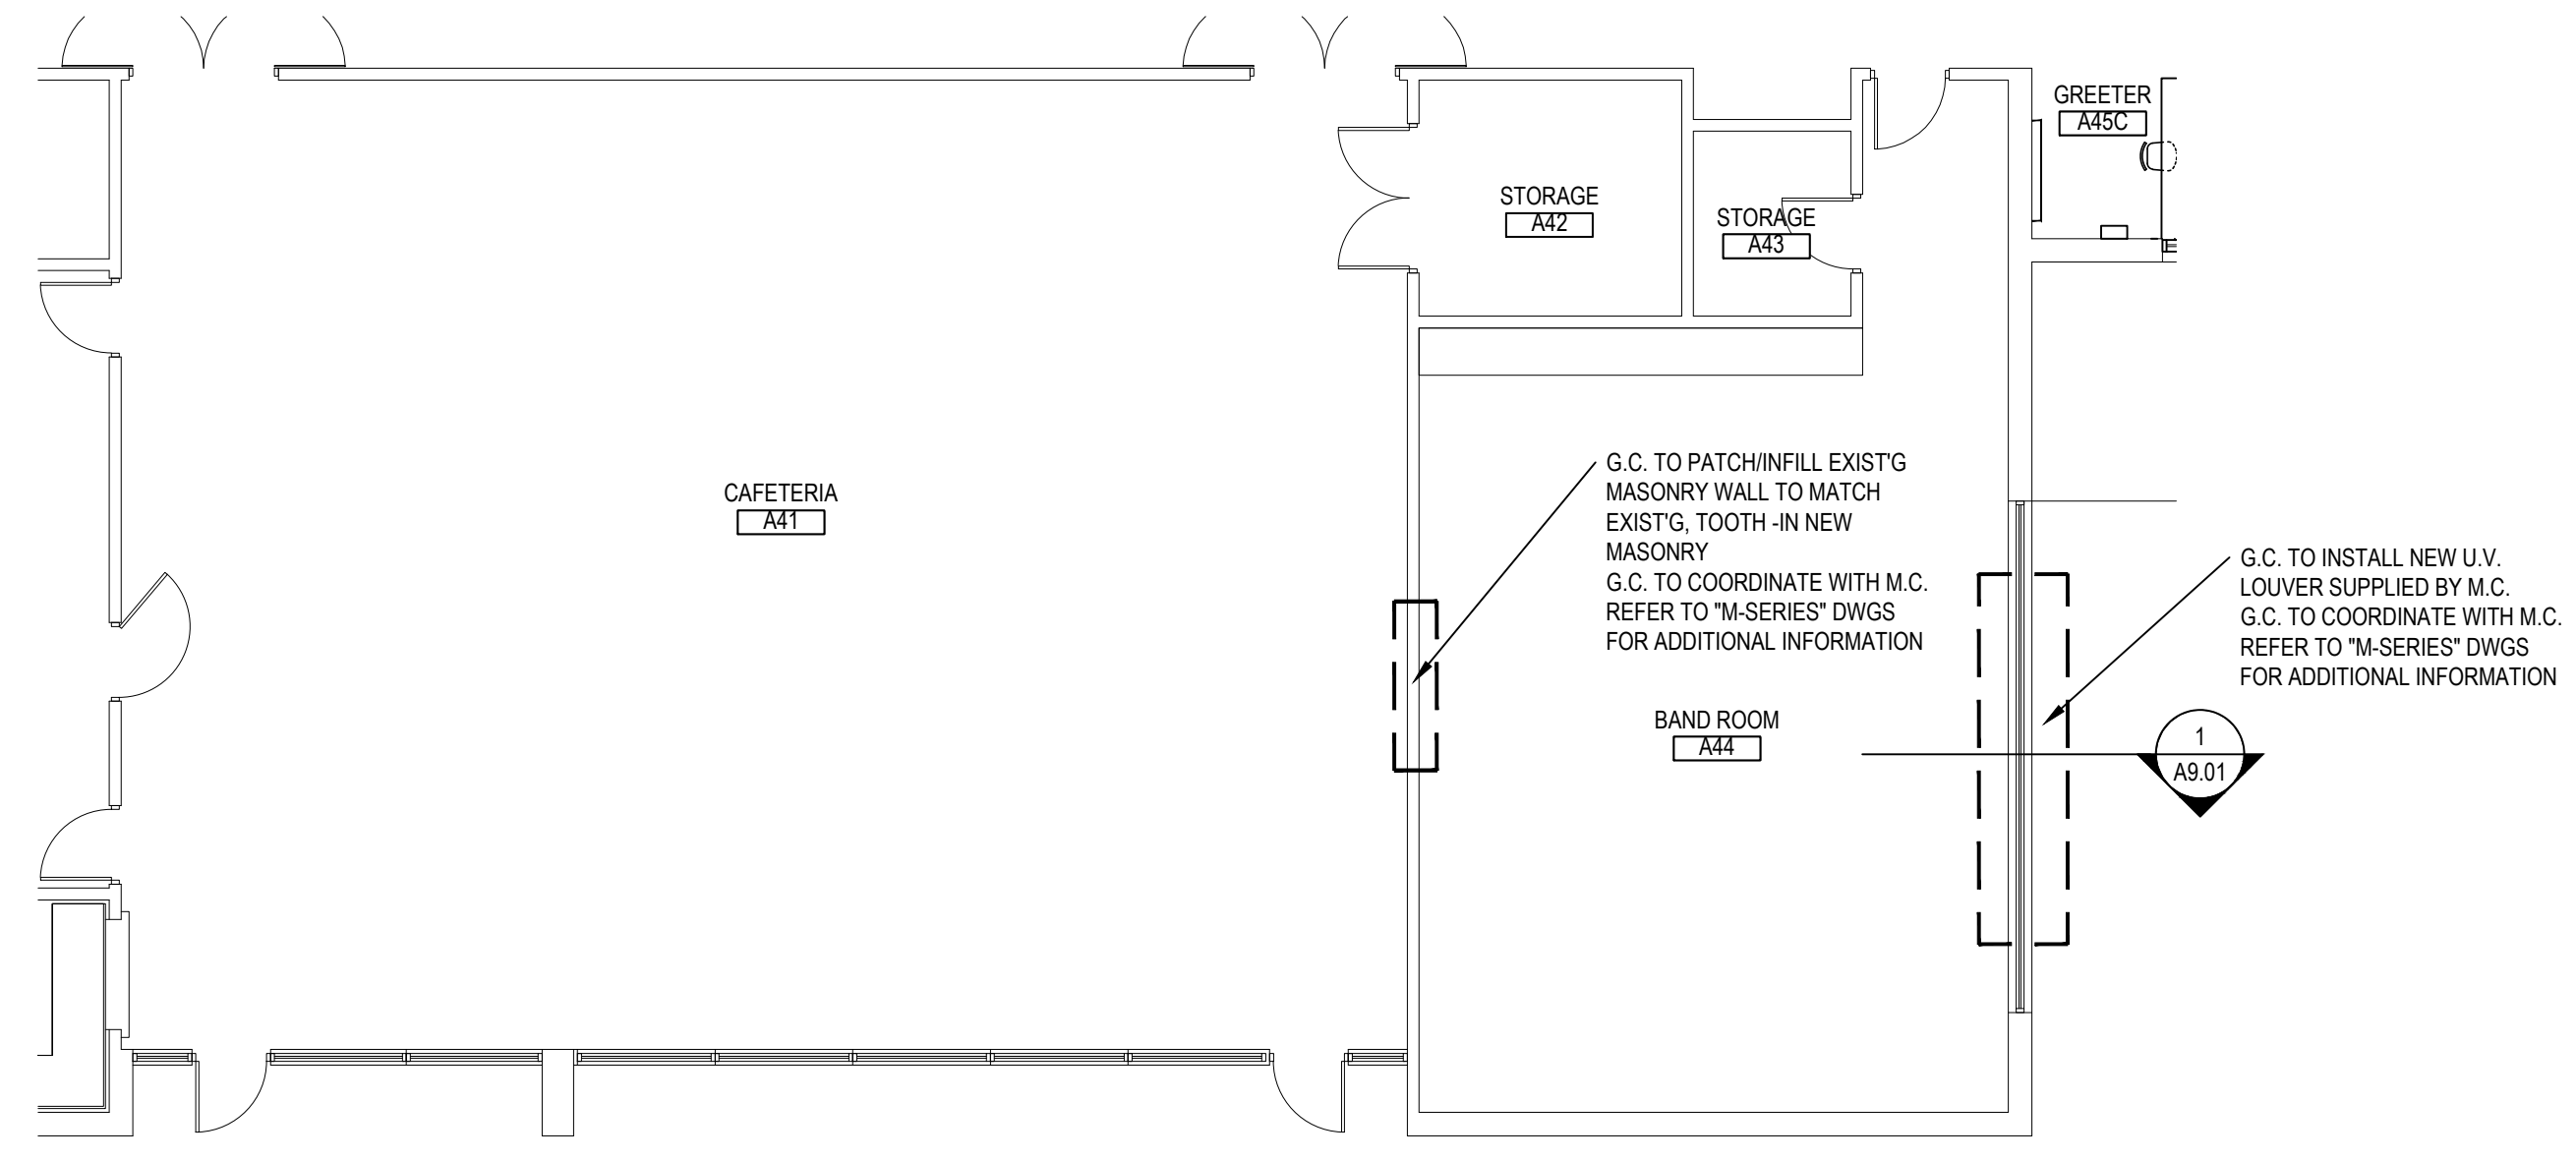 GREETER
A45C
STORAGE
A42
STORAGE
A43
CAFETERIA
A41
G.C. TO PATCH/INFILL EXIST'G
MASONRY WALL TO MATCH
EXIST'G, TOOTH -IN NEW
MASONRY
G.C. TO COORDINATE WITH M.C.
REFER TO "M-SERIES" DWGS
FOR ADDITIONAL INFORMATION
G.C. TO INSTALL NEW U.V.
LOUVER SUPPLIED BY M.C.
G.C. TO COORDINATE WITH M.C.
REFER TO "M-SERIES" DWGS
FOR ADDITIONAL INFORMATION
BAND ROOM
A44
1
A9.01